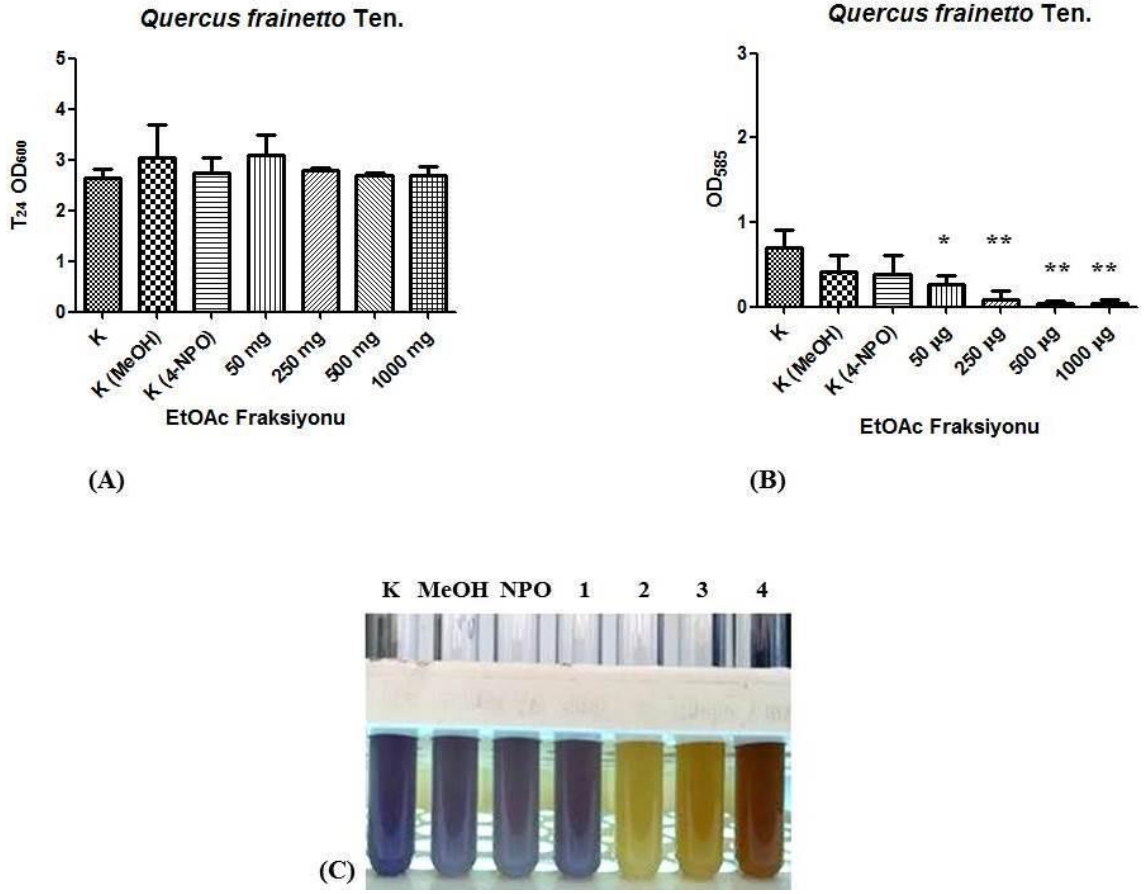 Quercus frainetto Ten.
5
4
3
2
1
0
T24 OD600
K
K (MeOH)
K (4-NPO)
50 mg
250 mg
500 mg
1000 mg
EtOAc Fraksiyonu
(A)
Quercus frainetto Ten.
3
2
1
0
OD585
* ** ** **
K
K (MeOH)
K (4-NPO)
50 µg
250 µg
500 µg
1000 µg
EtOAc Fraksiyonu
(B)
K MeOH NPO 1 2 3 4
(C)